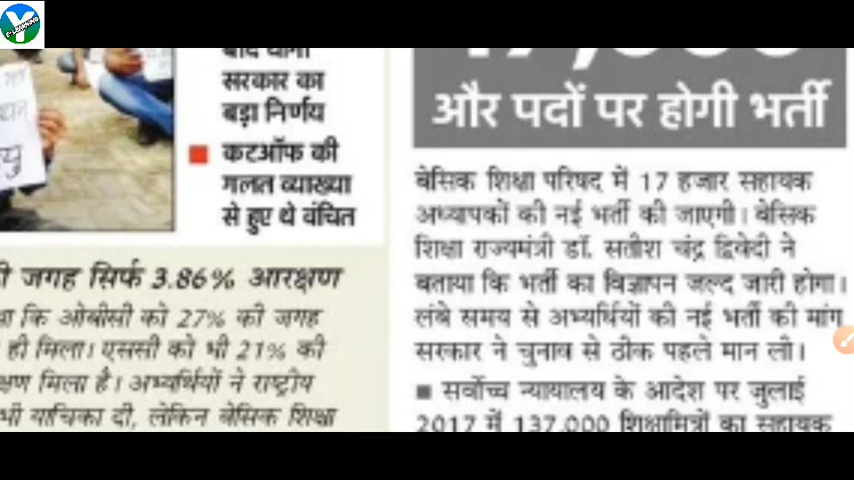 E-LEARNING
सरकार का
बड़ा निर्णय
कटऑफ की
गलत व्याख्या
से हुए थे वंचित
जगह सिर्फ 3.86% आरक्षण
कि ओबीसी को 27% की जगह
ही मिला। एससी को भी 21% की
मिला है। अभ्यर्थियों ने राष्ट्रीय
भी याचिका दी, लेकिन बेसिक शिक्षा
और पदों पर होगी भर्ती
बेसिक शिक्षा परिषद में 17 हजार सहायक
अध्यापकों की नई भर्ती की जाएगी। बेसिक
शिक्षा राज्यमंत्री डॉ. सतीश चंद्र द्विवेदी ने
बताया कि भर्ती का विज्ञापन जल्द जारी होगा।
लंबे समय से अभ्यर्थियों की नई भर्ती की मांग
सरकार ने चुनाव से ठीक पहले मान ली।
■ सर्वोच्च न्यायालय के आदेश पर जुलाई
2017 में 137,000 शिक्षामित्रों का सहायक